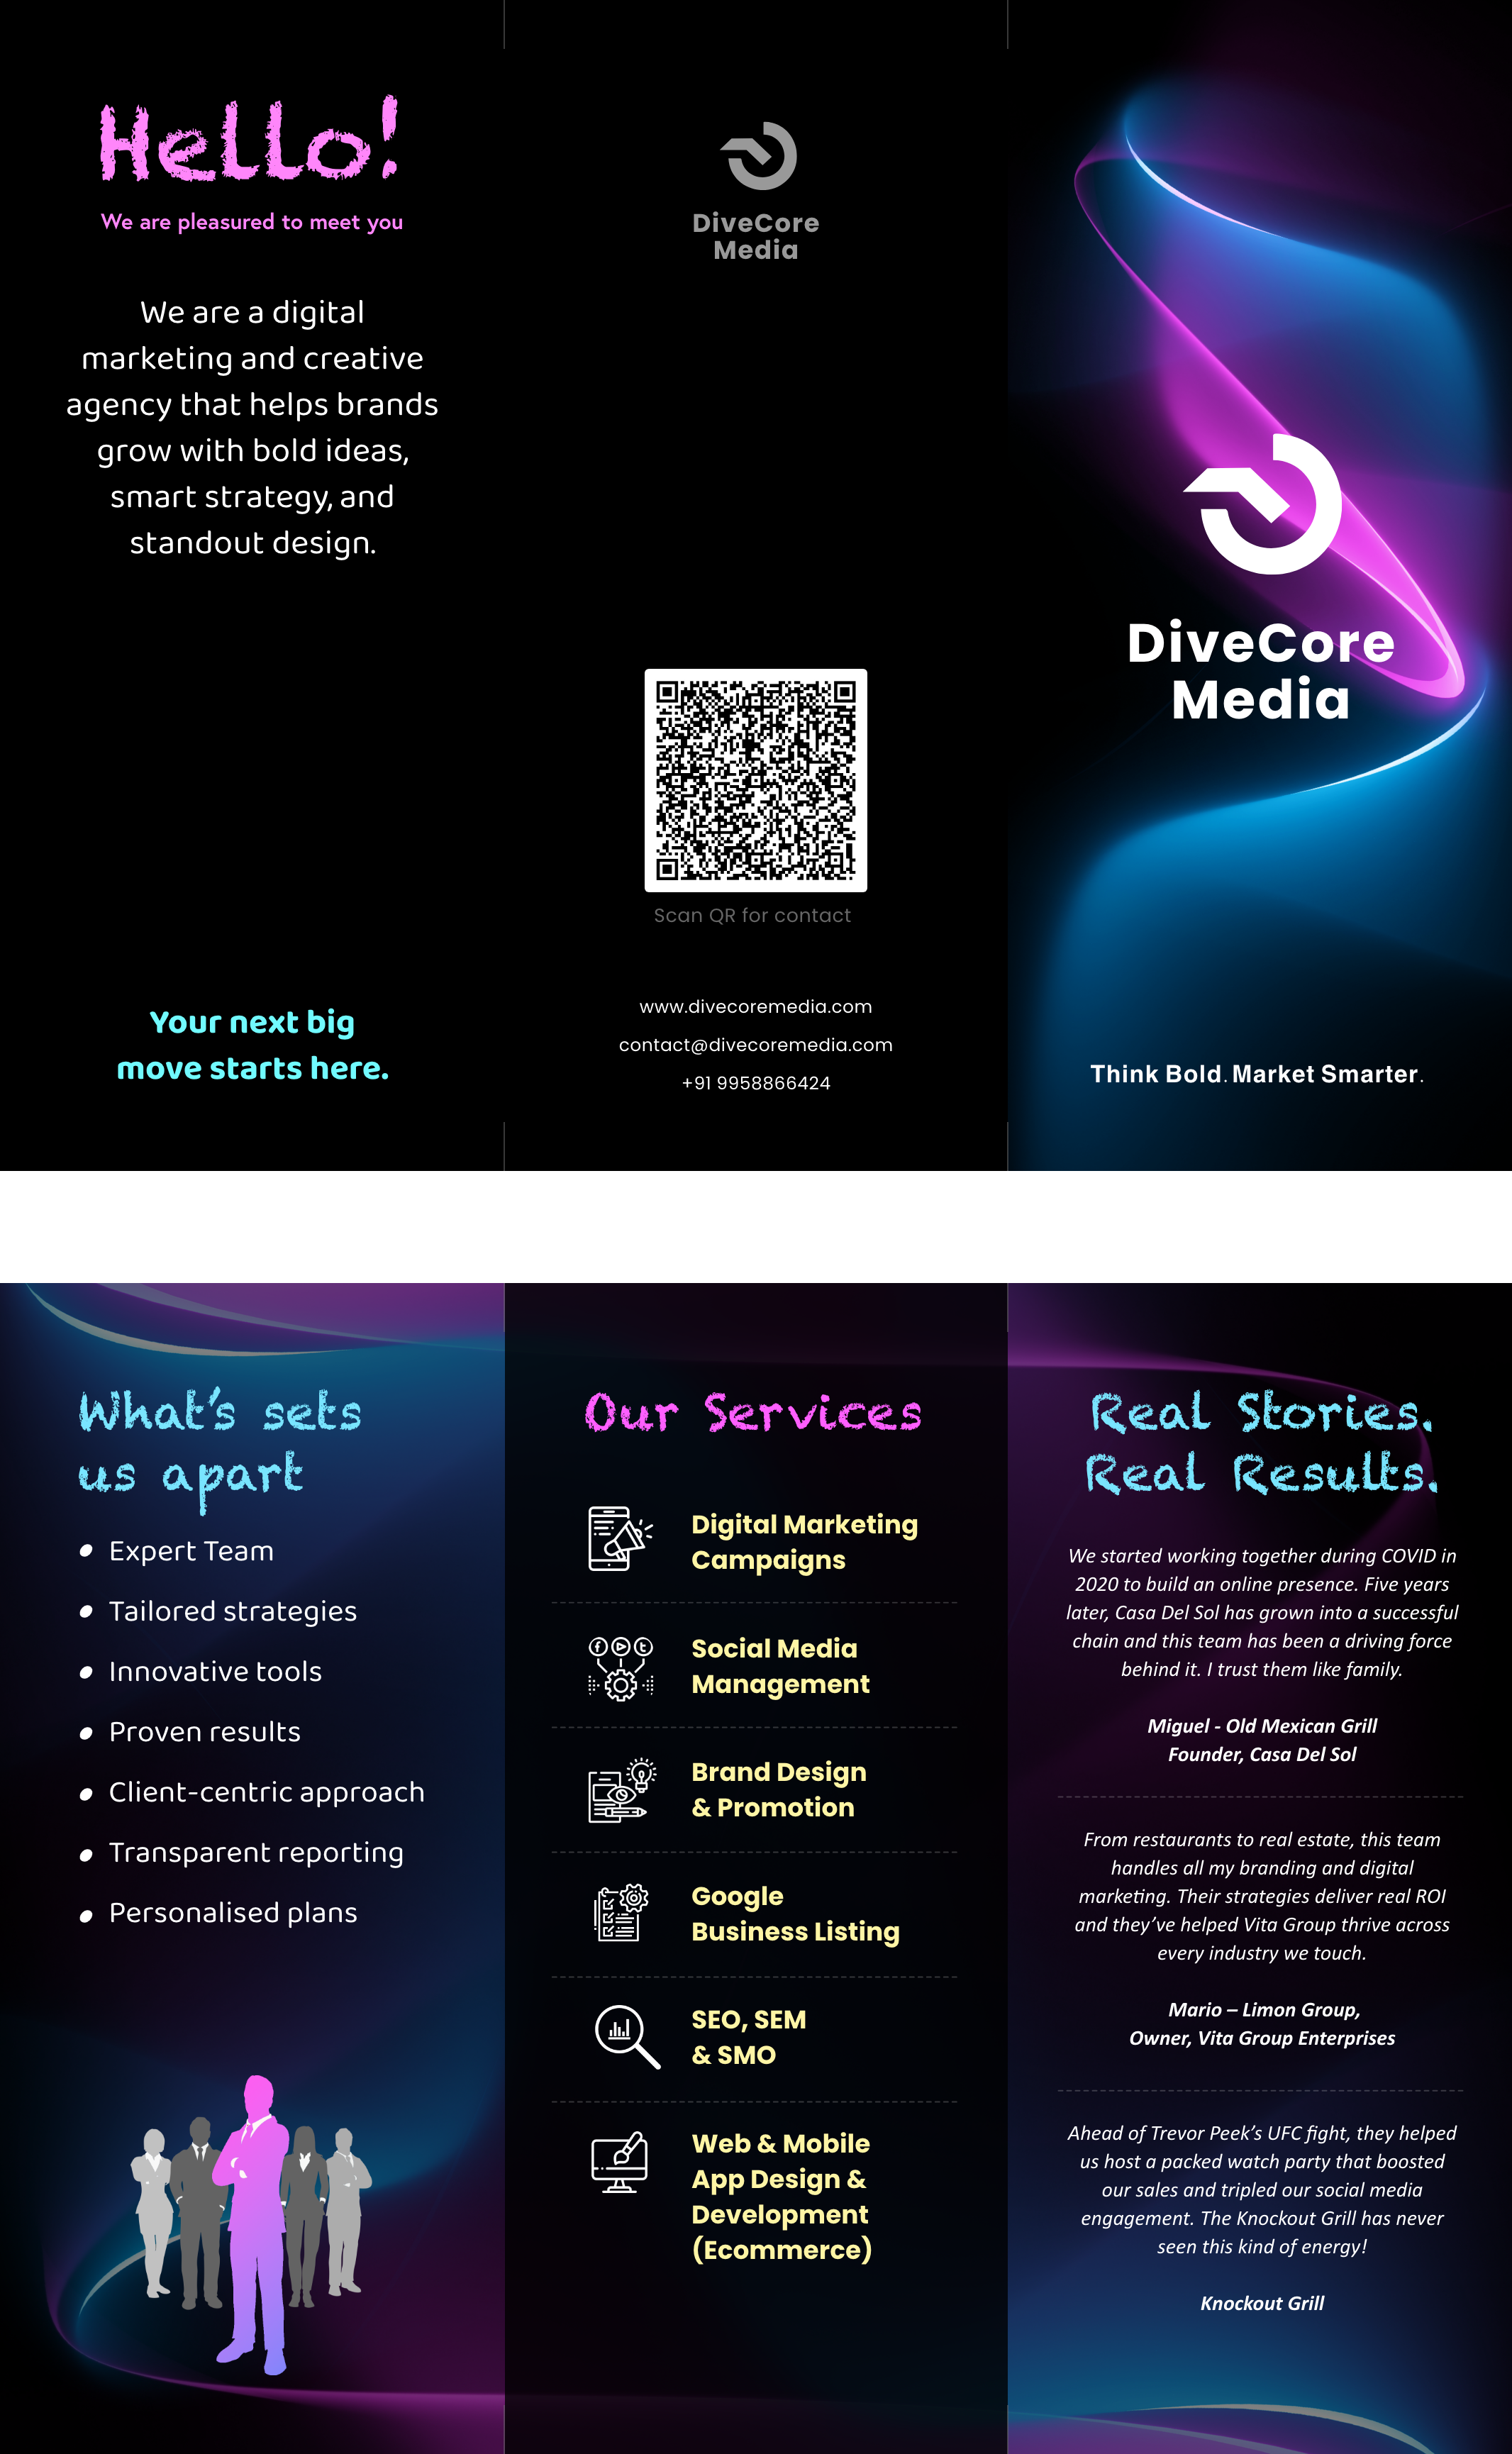 Hello!
We are pleasured to meet you
We are a digital
marketing and creative
agency that helps brands
grow with bold ideas,
smart strategy, and
standout design.
Your next big
move starts here.
DiveCore
Media
Scan QR for contact
www.divecoremedia.com
contact@divecoremedia.com
+91 9958866424
DiveCore
Media
Think Bold. Market Smarter.
What's sets
us apart
Expert Team
Tailored strategies
Innovative tools
Proven results
Client-centric approach
Transparent reporting
Personalised plans
Our Services
Digital Marketing
Campaigns
Social Media
Management
Brand Design
& Promotion
Google
Business Listing
SEO, SEM
& SMO
Web & Mobile
App Design &
Development
(Ecommerce)
Real Stories.
Real Results.
We started working together during COVID in
2020 to build an online presence. Five years
later, Casa Del Sol has grown into a successful
chain and this team has been a driving force
behind it. I trust them like family.
Miguel - Old Mexican Grill
Founder, Casa Del Sol
From restaurants to real estate, this team
handles all my branding and digital
marketing. Their strategies deliver real ROI
and they've helped Vita Group thrive across
every industry we touch.
Mario – Limon Group,
Owner, Vita Group Enterprises
Ahead of Trevor Peek's UFC fight, they helped
us host a packed watch party that boosted
our sales and tripled our social media
engagement. The Knockout Grill has never
seen this kind of energy!
Knockout Grill